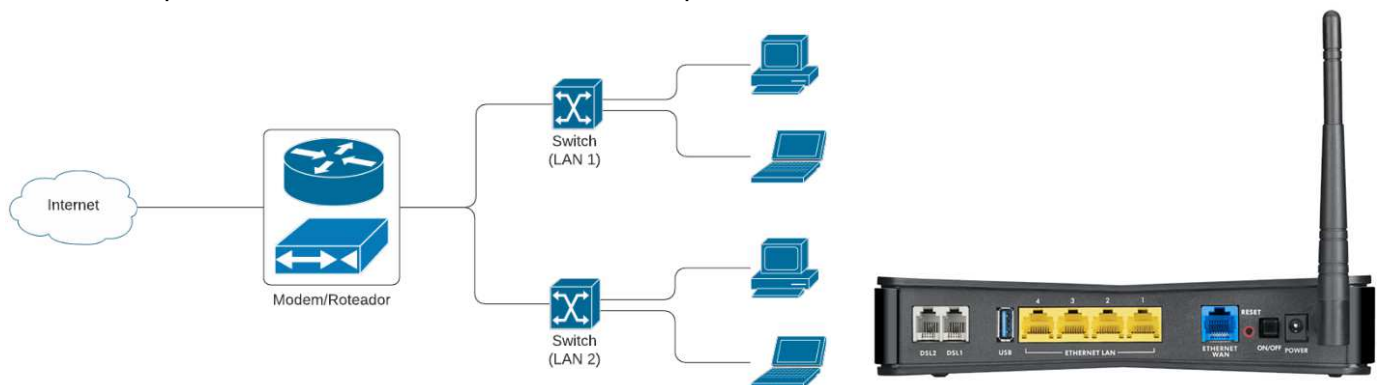 Internet
Modem/Roteador
Switch
(LAN 1)
Switch
(LAN 2)
4 3 2 1
RESET
DSL2 DSL1 USB ETHERNET LAN ETHERNET
WAN ON/OFF POWER